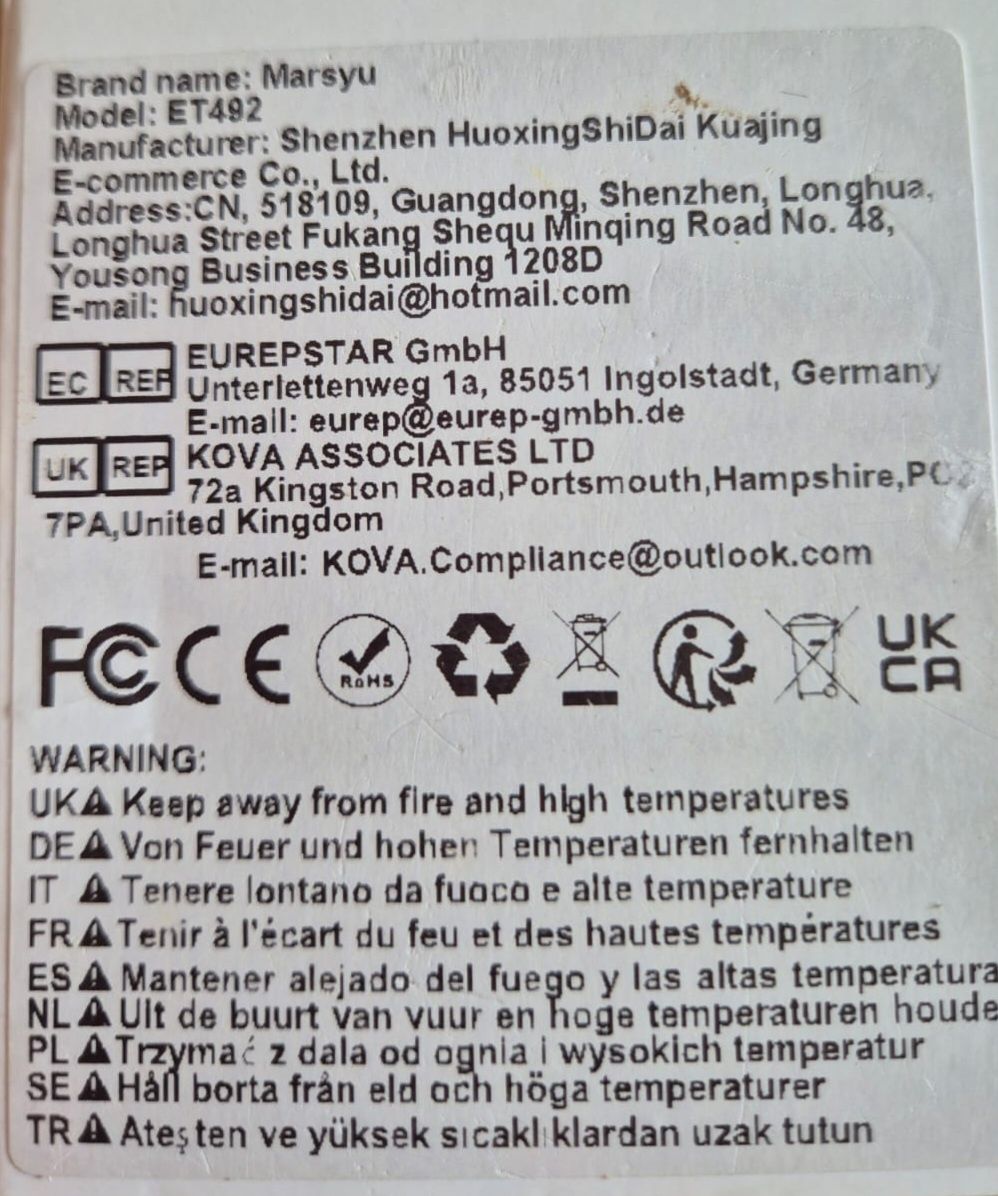 Brand name: Marsyu
Model: ET492
Manufacturer: Shenzhen HuoxingShiDai Kuajing
E-commerce Co., Ltd.
Address:CN, 518109, Guangdong, Shenzhen, Longhua,
Longhua Street Fukang Shequ Minqing Road No. 48,
Yousong Business Building 1208D
E-mail: huoxingshidai@hotmail.com
EC REP EUREPSTAR GmbH
Unterlettenweg 1a, 85051 Ingolstadt, Germany
E-mail: eurep@eurep-gmbh.de
UK REP KOVA ASSOCIATES LTD
72a Kingston Road,Portsmouth,Hampshire,
7PA,United Kingdom
E-mail: KOVA.Compliance@outlook.com
FC CE RoHS UK
CA
WARNING:
UK⚠ Keep away from fire and high temperatures
DE⚠ Von Feuer und hohen Temperaturen fernhalten
IT ⚠ Tenere lontano da fuoco e alte temperature
FR⚠ Tenir à l'écart du feu et des hautes températures
ES⚠ Mantener alejado del fuego y las altas temperatura
NL⚠ Uit de buurt van vuur en hoge temperaturen houde
PL⚠ Trzymać z dala od ognia i wysokich temperatur
SE⚠ Håll borta från eld och höga temperaturer
TR⚠ Ateşten ve yüksek sıcaklıklardan uzak tutun